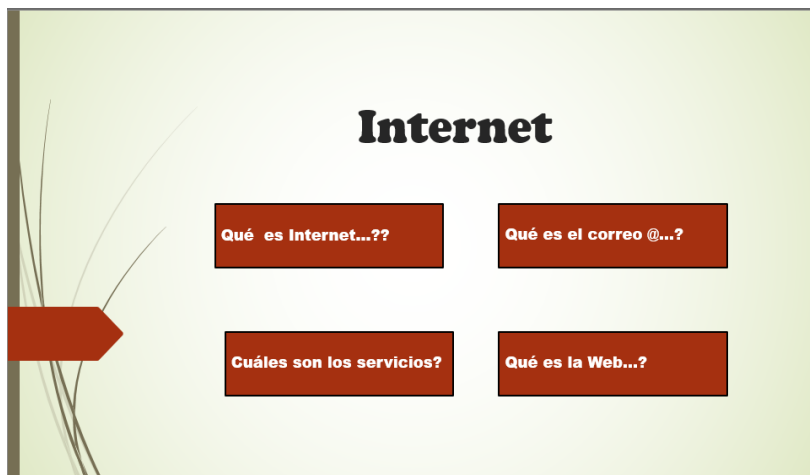 Internet
Qué  es Internet...??
Qué es el correo @...?
Cuáles son los servicios?
Qué es la Web...?